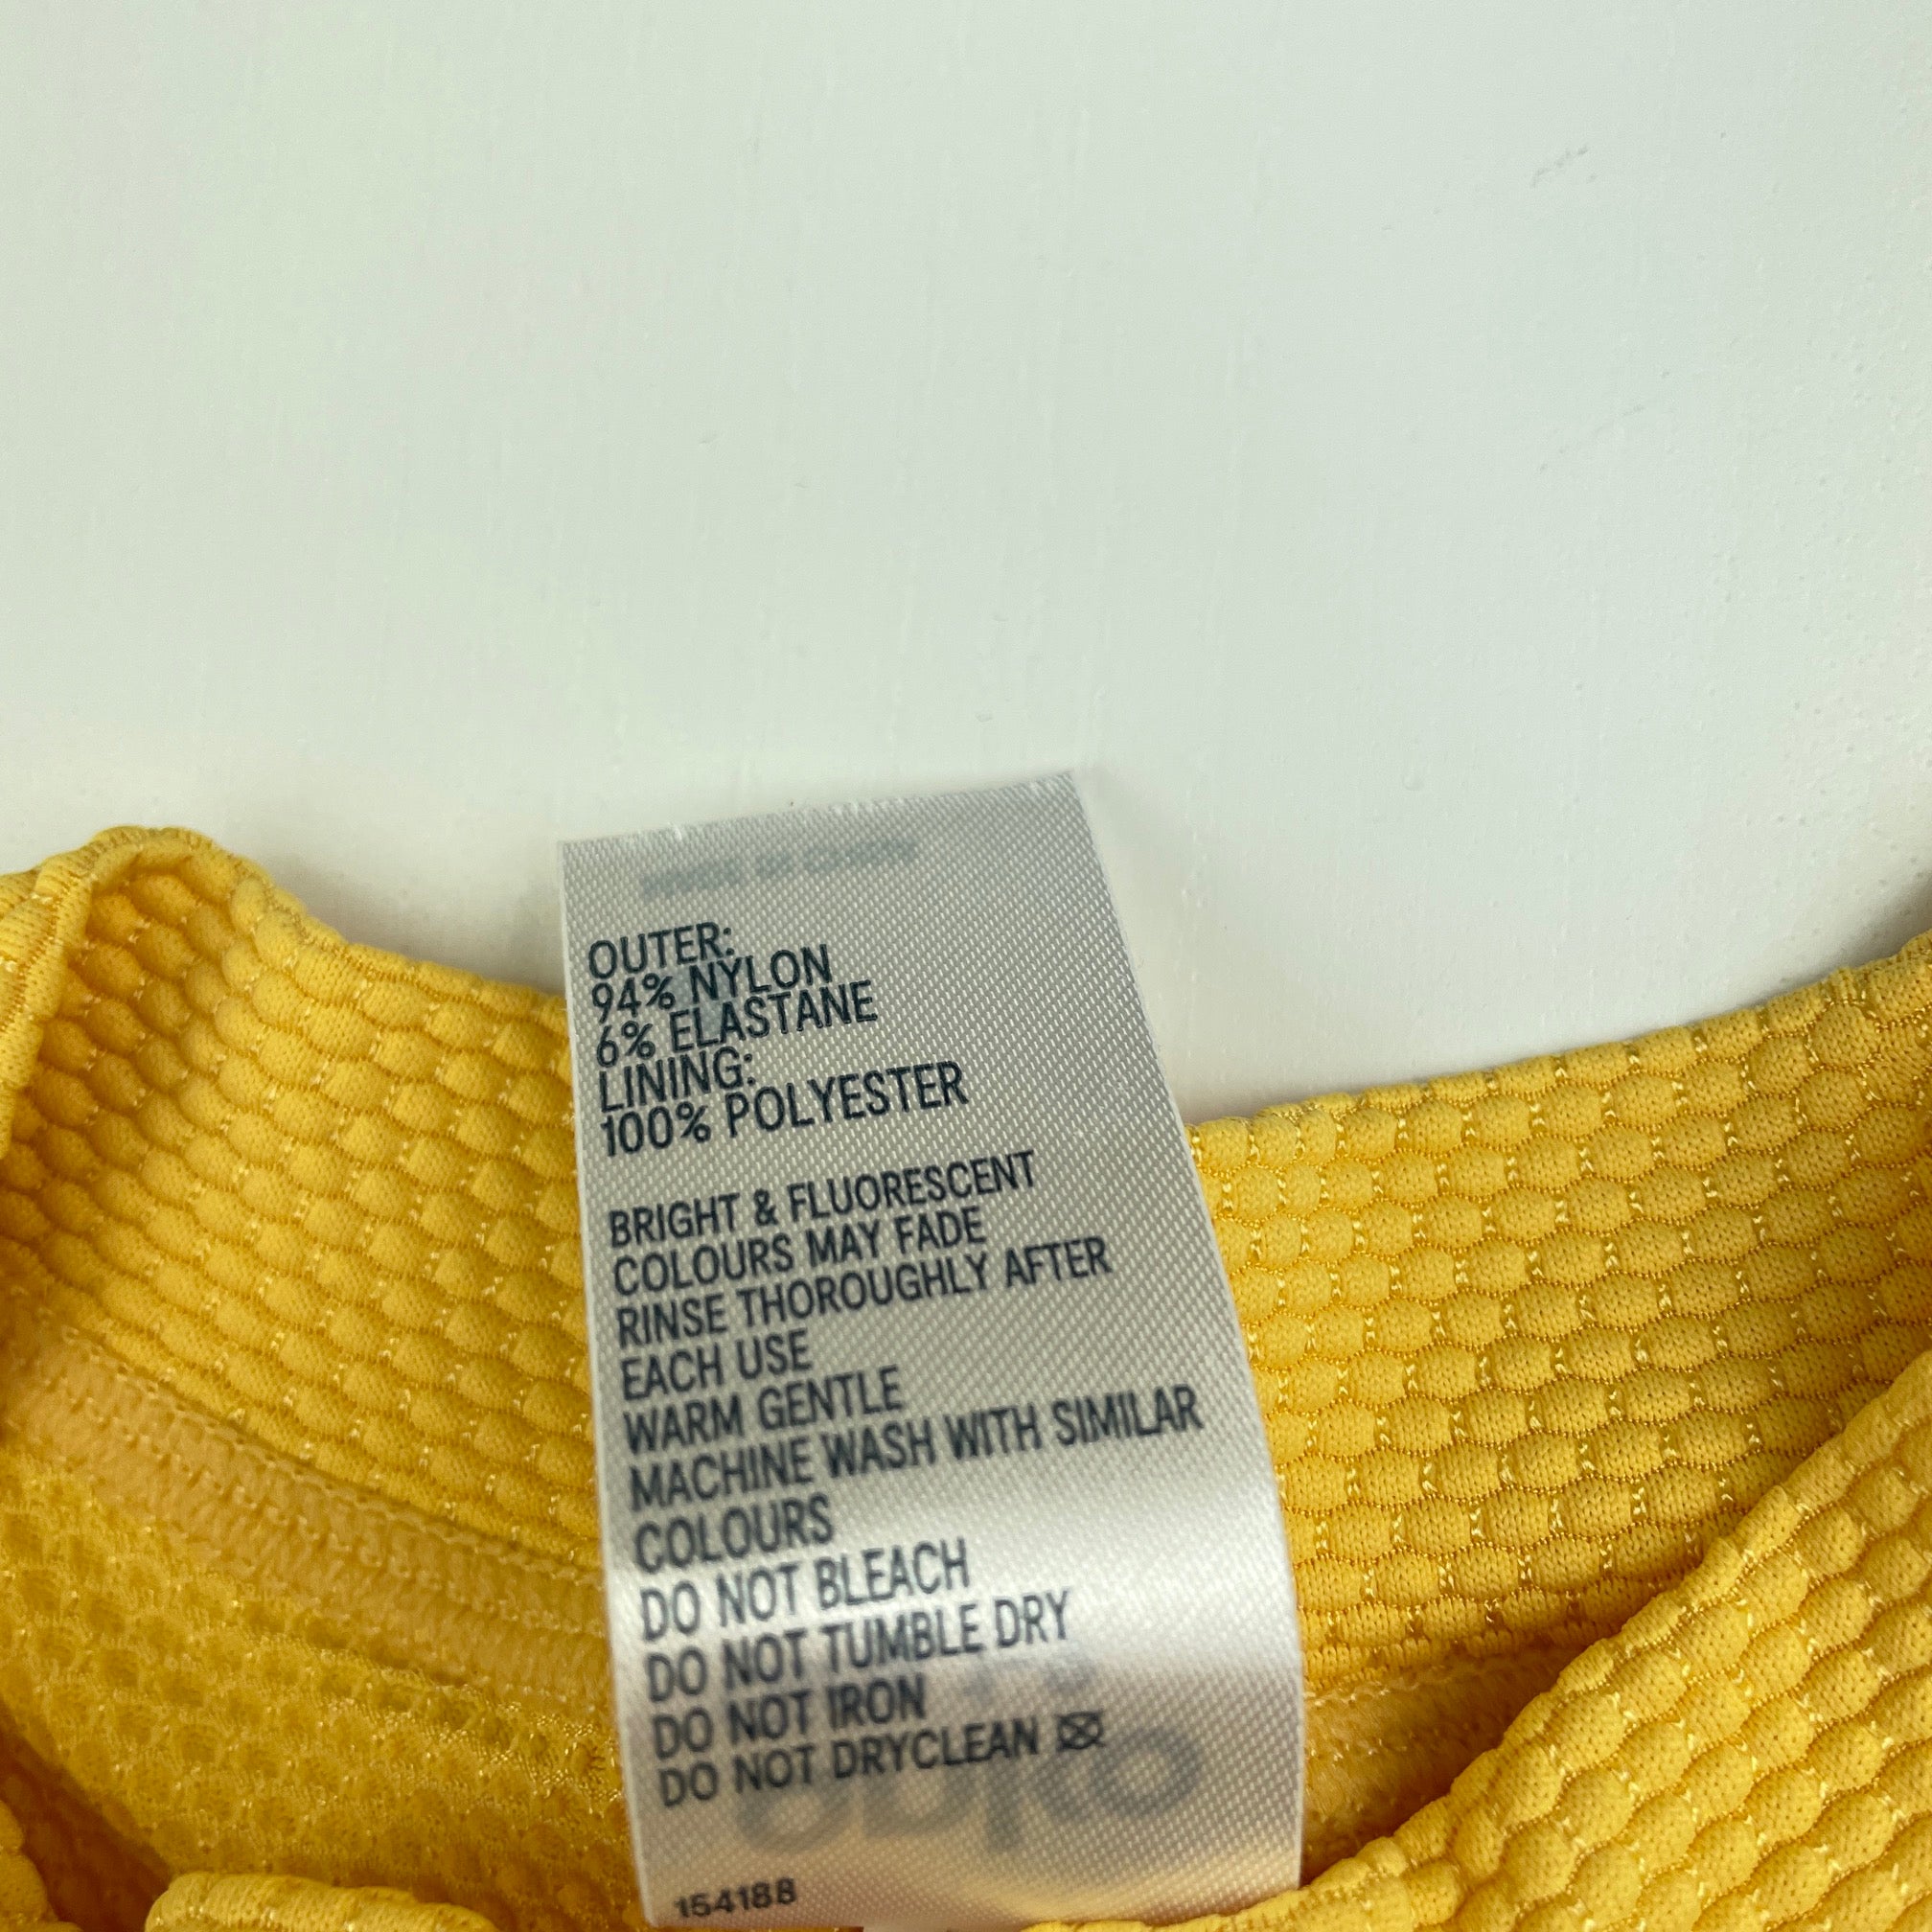 OUTER:
94% NYLON
6% ELASTANE
LINING:
100% POLYESTER
BRIGHT & FLUORESCENT
COLOURS MAY FADE
RINSE THOROUGHLY AFTER
EACH USE
WARM GENTLE
MACHINE WASH WITH SIMILAR
COLOURS
DO NOT BLEACH
DO NOT TUMBLE DRY
DO NOT IRON
DO NOT DRYCLEAN
154188